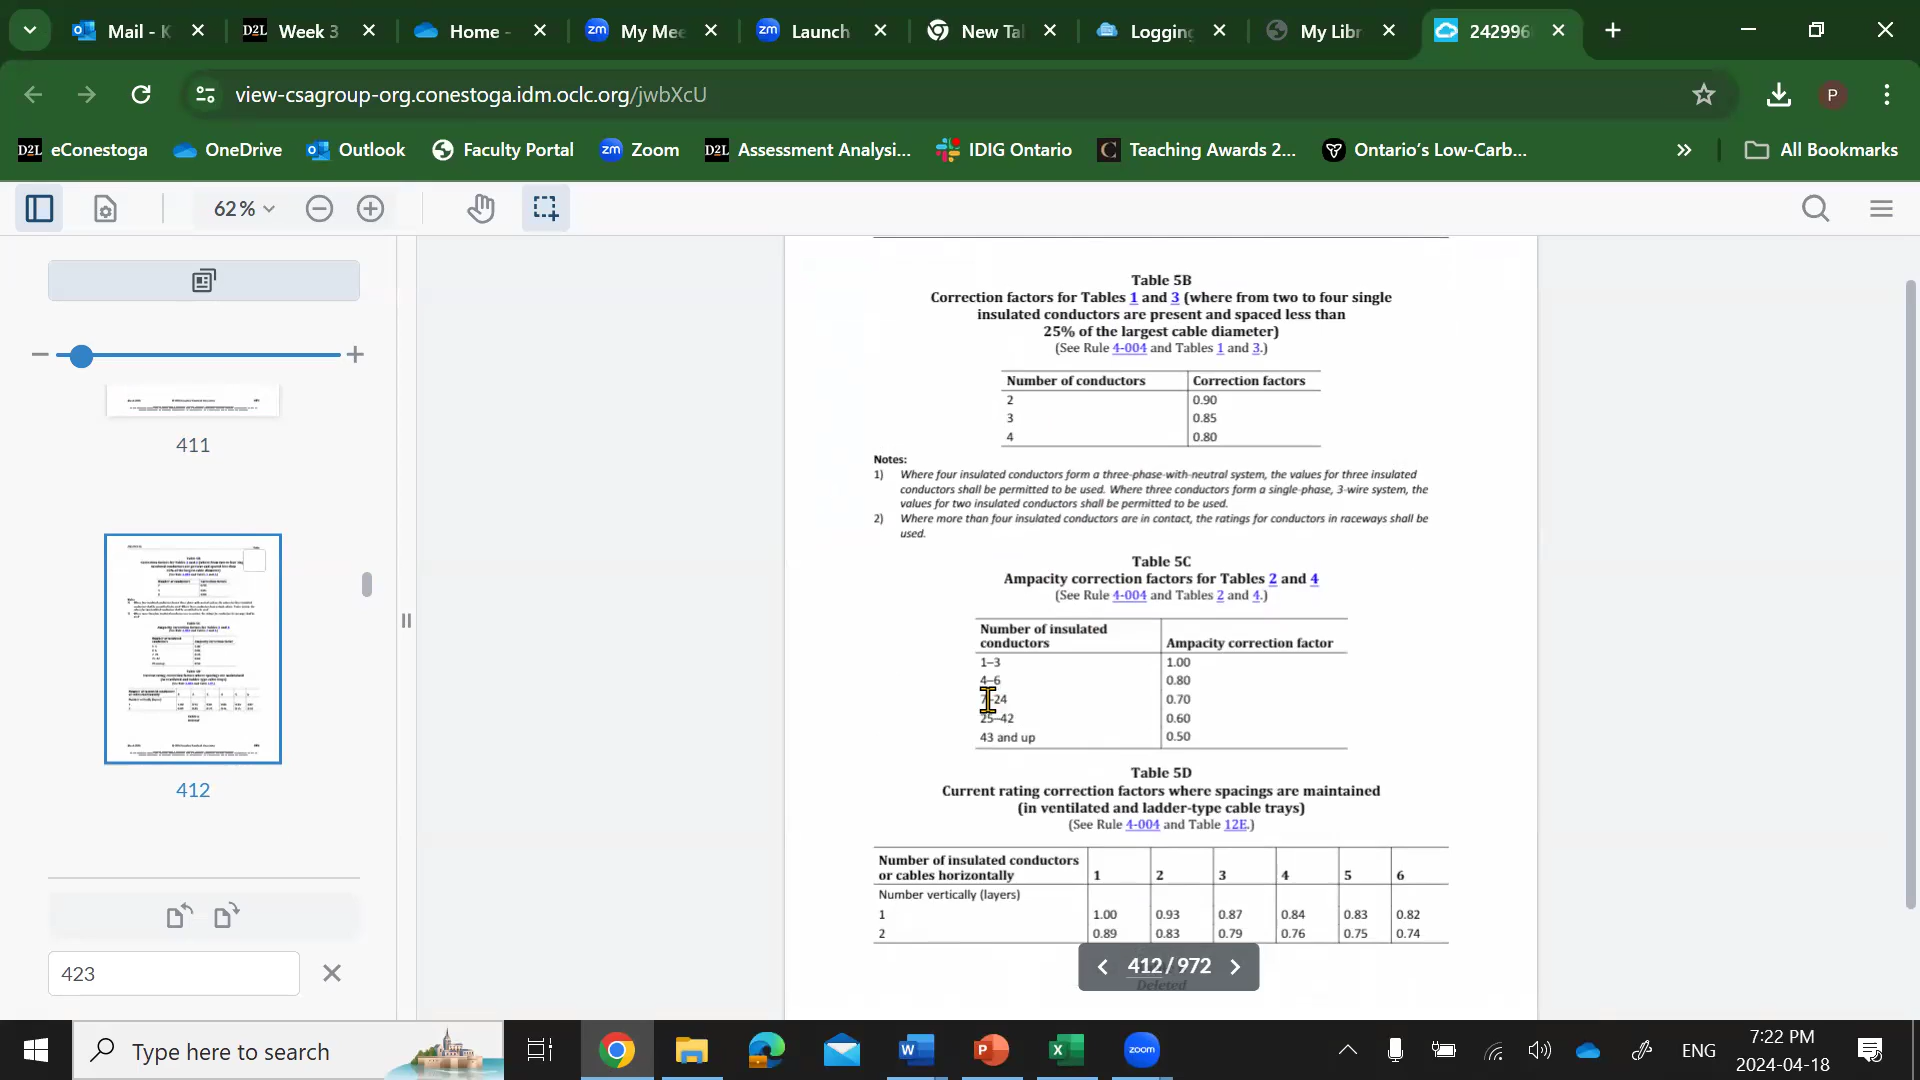 Mail - K
D2L Week 3
Home -
zm My Mee
zm Launch
New Tal
Logging
My Libr
242996
view-csagroup-org.conestoga.idm.oclc.org/jwbXcU
P
D2L eConestoga
OneDrive
Outlook
Faculty Portal
zm Zoom
D2L Assessment Analysi...
IDIG Ontario
C Teaching Awards 2...
Ontario's Low-Carb...
»
All Bookmarks
62%
411
412
423
Table 5B
Correction factors for Tables 1 and 3 (where from two to four single
insulated conductors are present and spaced less than
25% of the largest cable diameter)
(See Rule 4-004 and Tables 1 and 3.)
Number of conductors Correction factors
2 0.90
3 0.85
4 0.80
Notes:
1) Where four insulated conductors form a three-phase-with-neutral system, the values for three insulated
conductors shall be permitted to be used. Where three conductors form a single-phase, 3-wire system, the
values for two insulated conductors shall be permitted to be used.
2) Where more than four insulated conductors are in contact, the ratings for conductors in raceways shall be
used.
Table 5C
Ampacity correction factors for Tables 2 and 4
(See Rule 4-004 and Tables 2 and 4.)
Number of insulated
conductors Ampacity correction factor
1–3 1.00
4–6 0.80
7–24 0.70
25–42 0.60
43 and up 0.50
Table 5D
Current rating correction factors where spacings are maintained
(in ventilated and ladder-type cable trays)
(See Rule 4-004 and Table 12E.)
Number of insulated conductors
or cables horizontally 1 2 3 4 5 6
Number vertically (layers)
1 1.00 0.93 0.87 0.84 0.83 0.82
2 0.89 0.83 0.79 0.76 0.75 0.74
412 / 972
Deleted
Type here to search
zoom
ENG
7:22 PM
2024-04-18